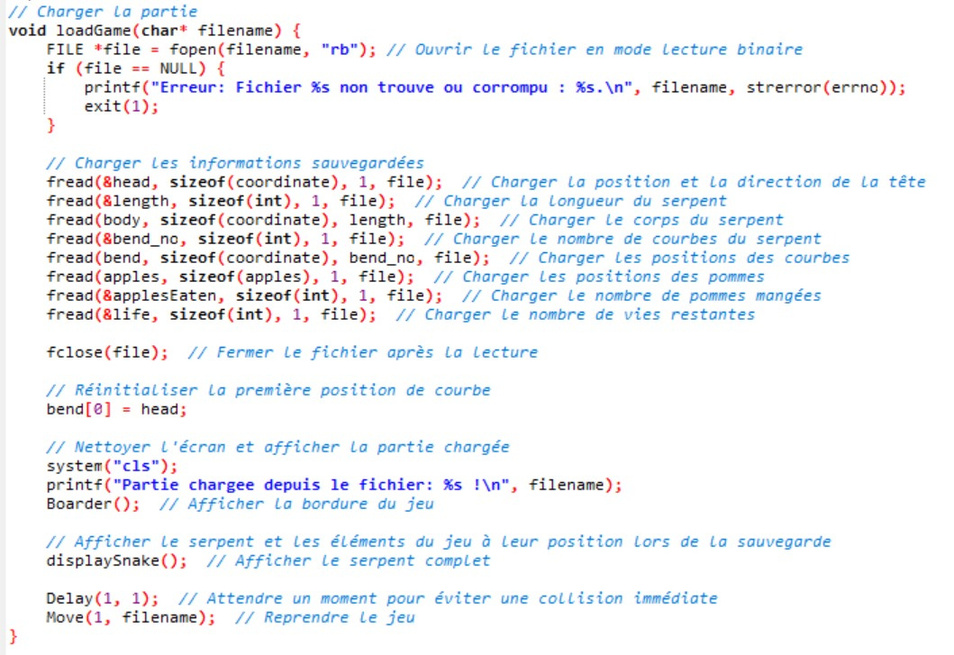 // Charger la partie
void loadGame(char* filename) {
    FILE *file = fopen(filename, "rb"); // Ouvrir le fichier en mode lecture binaire
    if (file == NULL) {
        printf("Erreur: Fichier %s non trouve ou corrompu : %s.\n", filename, strerror(errno));
        exit(1);
    }

    // Charger les informations sauvegardées
    fread(&head, sizeof(coordinate), 1, file);  // Charger la position et la direction de la tête
    fread(&length, sizeof(int), 1, file);  // Charger la longueur du serpent
    fread(body, sizeof(coordinate), length, file);  // Charger le corps du serpent
    fread(&bend_no, sizeof(int), 1, file);  // Charger le nombre de courbes du serpent
    fread(bend, sizeof(coordinate), bend_no, file);  // Charger les positions des courbes
    fread(apples, sizeof(apples), 1, file);  // Charger les positions des pommes
    fread(&applesEaten, sizeof(int), 1, file);  // Charger le nombre de pommes mangées
    fread(&life, sizeof(int), 1, file);  // Charger le nombre de vies restantes

    fclose(file);  // Fermer le fichier après la lecture

    // Réinitialiser la première position de courbe
    bend[0] = head;

    // Nettoyer l'écran et afficher la partie chargée
    system("cls");
    printf("Partie chargee depuis le fichier: %s !\n", filename);
    Boarder();  // Afficher la bordure du jeu

    // Afficher le serpent et les éléments du jeu à leur position lors de la sauvegarde
    displaySnake();  // Afficher le serpent complet

    Delay(1, 1);  // Attendre un moment pour éviter une collision immédiate
    Move(1, filename);  // Reprendre le jeu
}